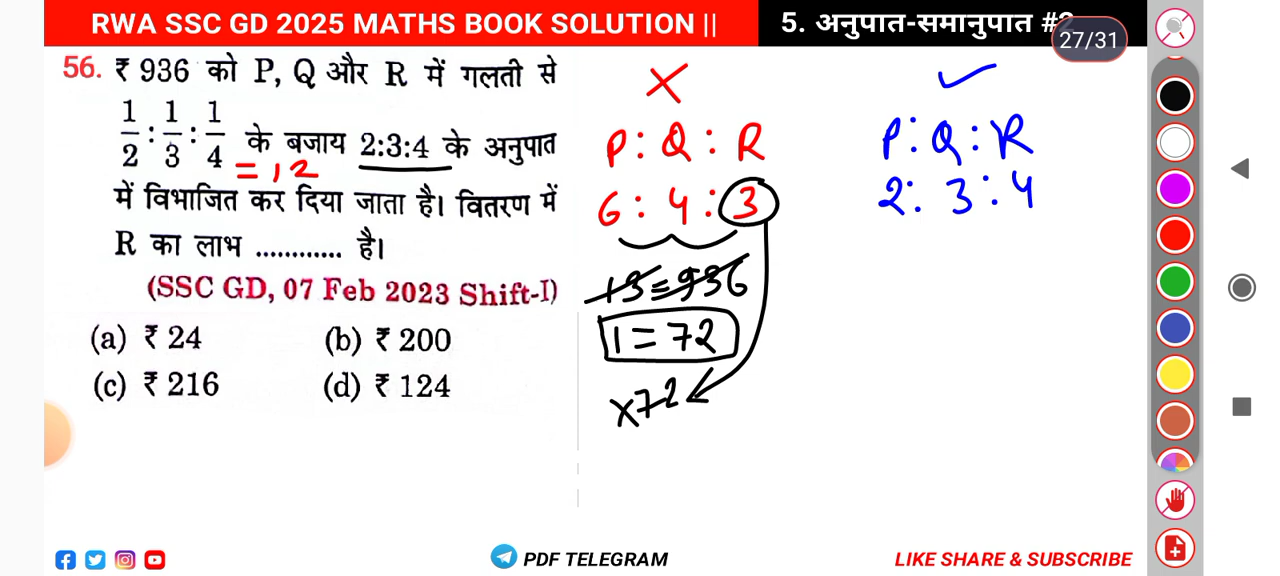 RWA SSC GD 2025 MATHS BOOK SOLUTION ||
5. अनुपात-समानुपात #2
27/31
56. ₹ 936 को P, Q और R में गलती से
1/2 : 1/3 : 1/4 के बजाय 2:3:4 के अनुपात
= 12
में विभाजित कर दिया जाता है। वितरण में
R का लाभ ............ है।
(SSC GD, 07 Feb 2023 Shift-I)
(a) ₹ 24 (b) ₹ 200
(c) ₹ 216 (d) ₹ 124
P : Q : R
6 : 4 : 3
13 = 936
1 = 72
×72
P : Q : R
2 : 3 : 4
PDF TELEGRAM
LIKE SHARE & SUBSCRIBE